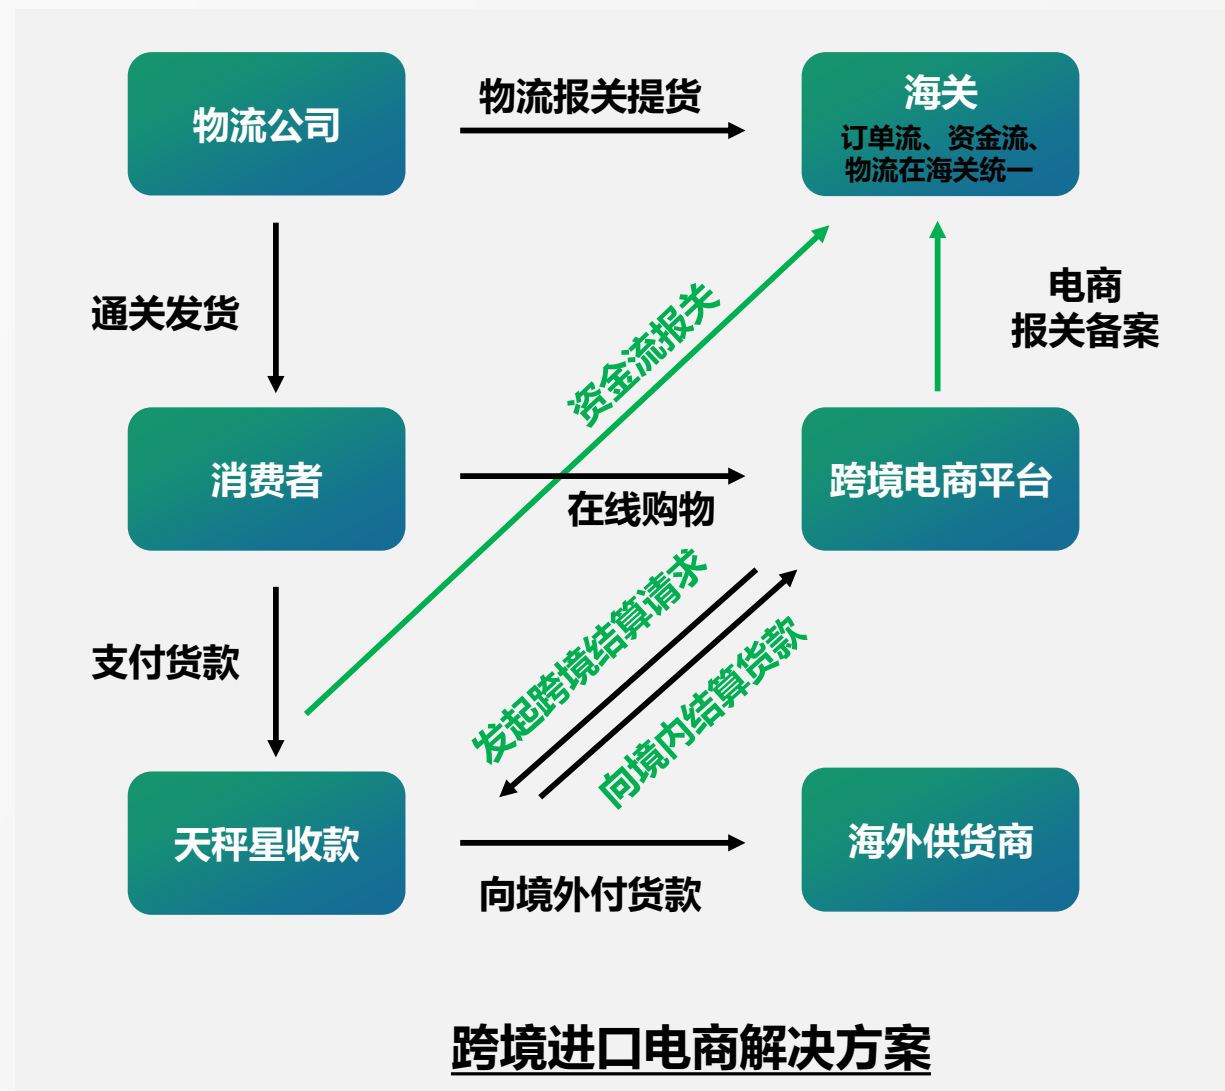 物流公司
物流报关提货
海关
订单流、资金流、
物流在海关统一
通关发货
资金流报关
电商
报关备案
消费者
在线购物
跨境电商平台
支付货款
发起跨境结算请求
向境内结算货款
天秤星收款
向境外付货款
海外供货商
跨境进口电商解决方案